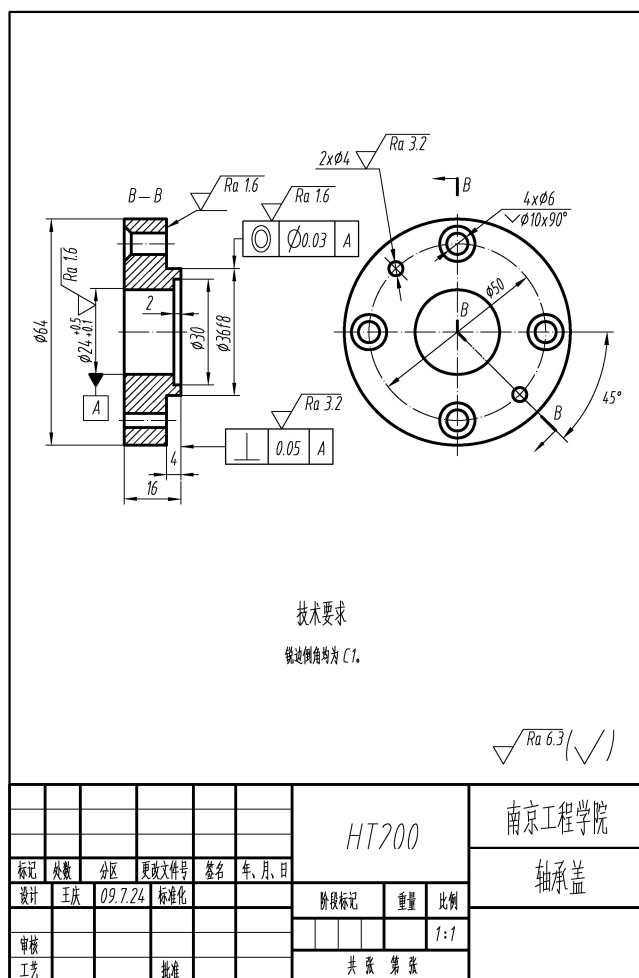 2xφ4
Ra 3.2
B
4xφ6
⌵φ10x90°
B—B
Ra 1.6
Ra 1.6
◎ φ0.03 A
Ra 1.6
φ64
φ24 +0.5 +0.1
2
φ30
φ36f8
φ50
B
B
45°
A
Ra 3.2
⊥ 0.05 A
4
16
技术要求
锐边倒角均为 C1。
Ra 6.3 (√)
HT200
南京工程学院
轴承盖
标记 处数 分区 更改文件号 签名 年、月、日
设计 王庆 09.7.24 标准化
阶段标记 重量 比例
1:1
审核
工艺 批准
共 张 第 张